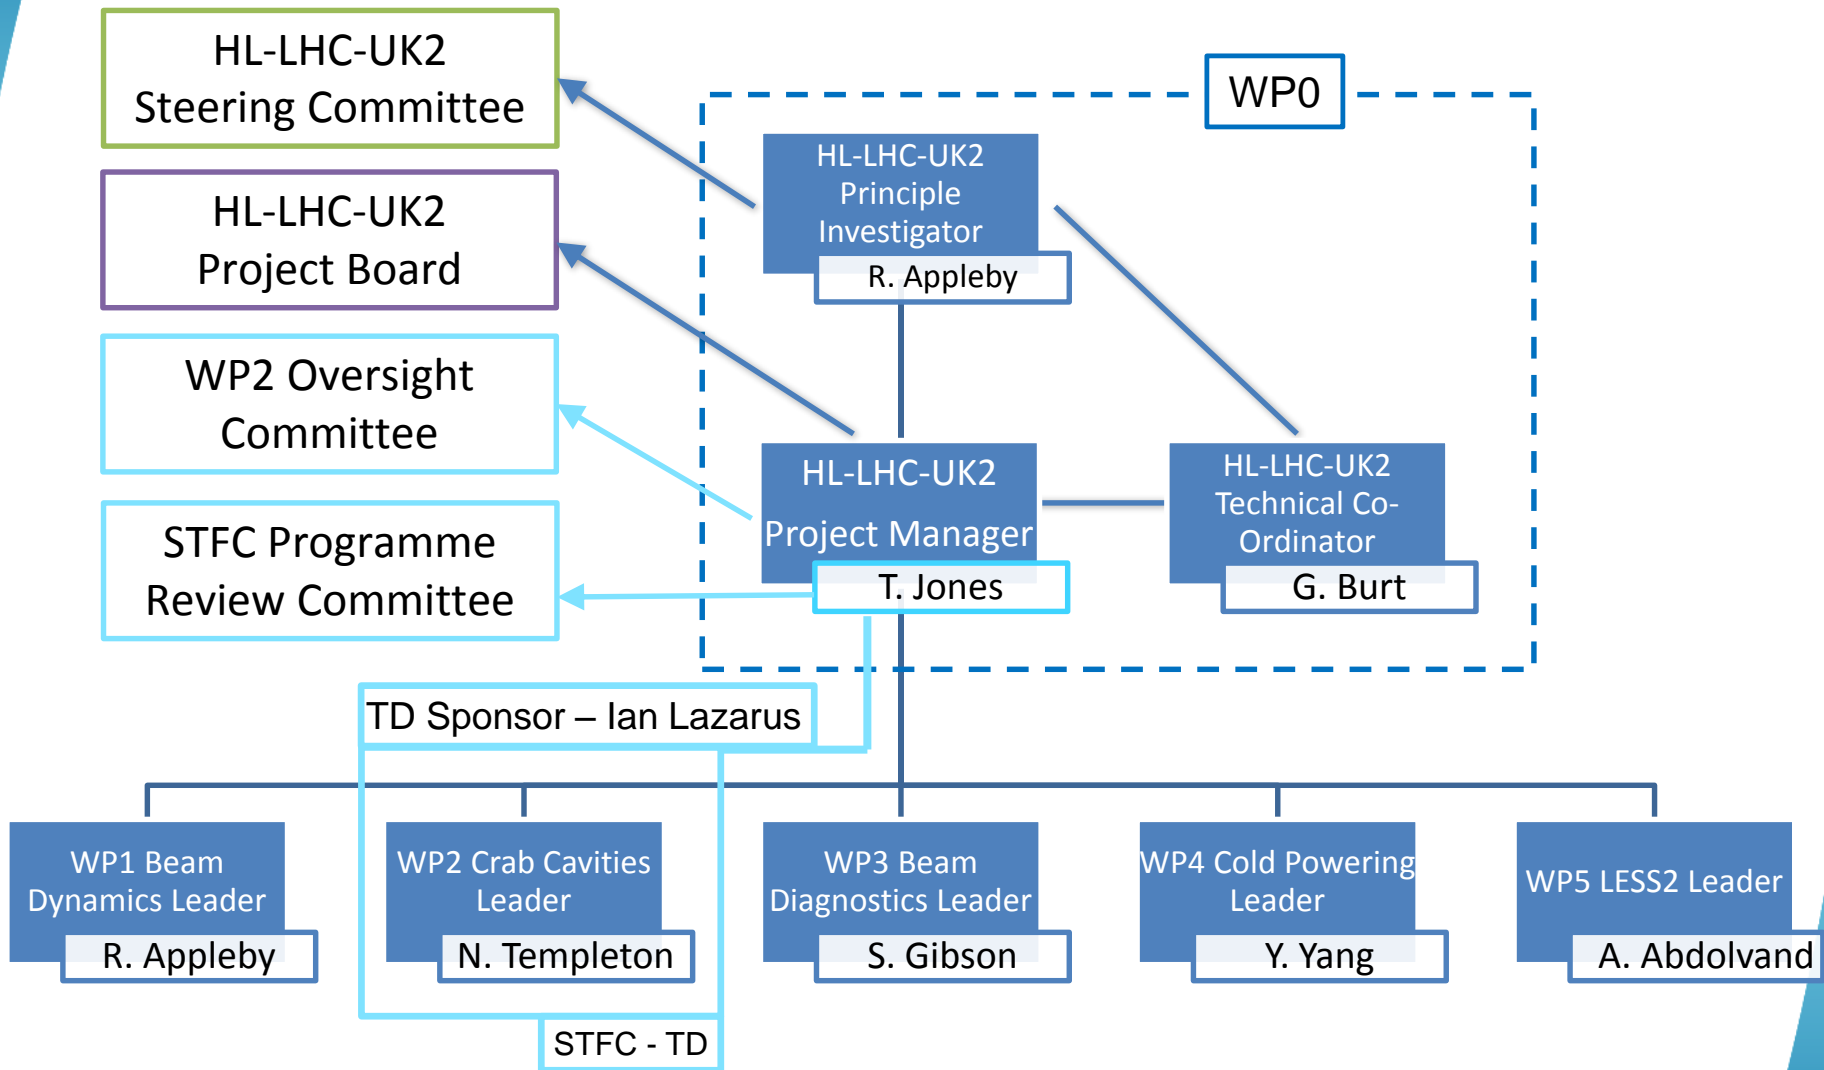 HL-LHC-UK2
Steering Committee
HL-LHC-UK2
Project Board
WP2 Oversight
Committee
STFC Programme
Review Committee
WP0
HL-LHC-UK2
Principle
Investigator
R. Appleby
HL-LHC-UK2
Project Manager
T. Jones
HL-LHC-UK2
Technical Co-
Ordinator
G. Burt
TD Sponsor – Ian Lazarus
WP1 Beam
Dynamics Leader
R. Appleby
WP2 Crab Cavities
Leader
N. Templeton
WP3 Beam
Diagnostics Leader
S. Gibson
WP4 Cold Powering
Leader
Y. Yang
WP5 LESS2 Leader
A. Abdolvand
STFC - TD